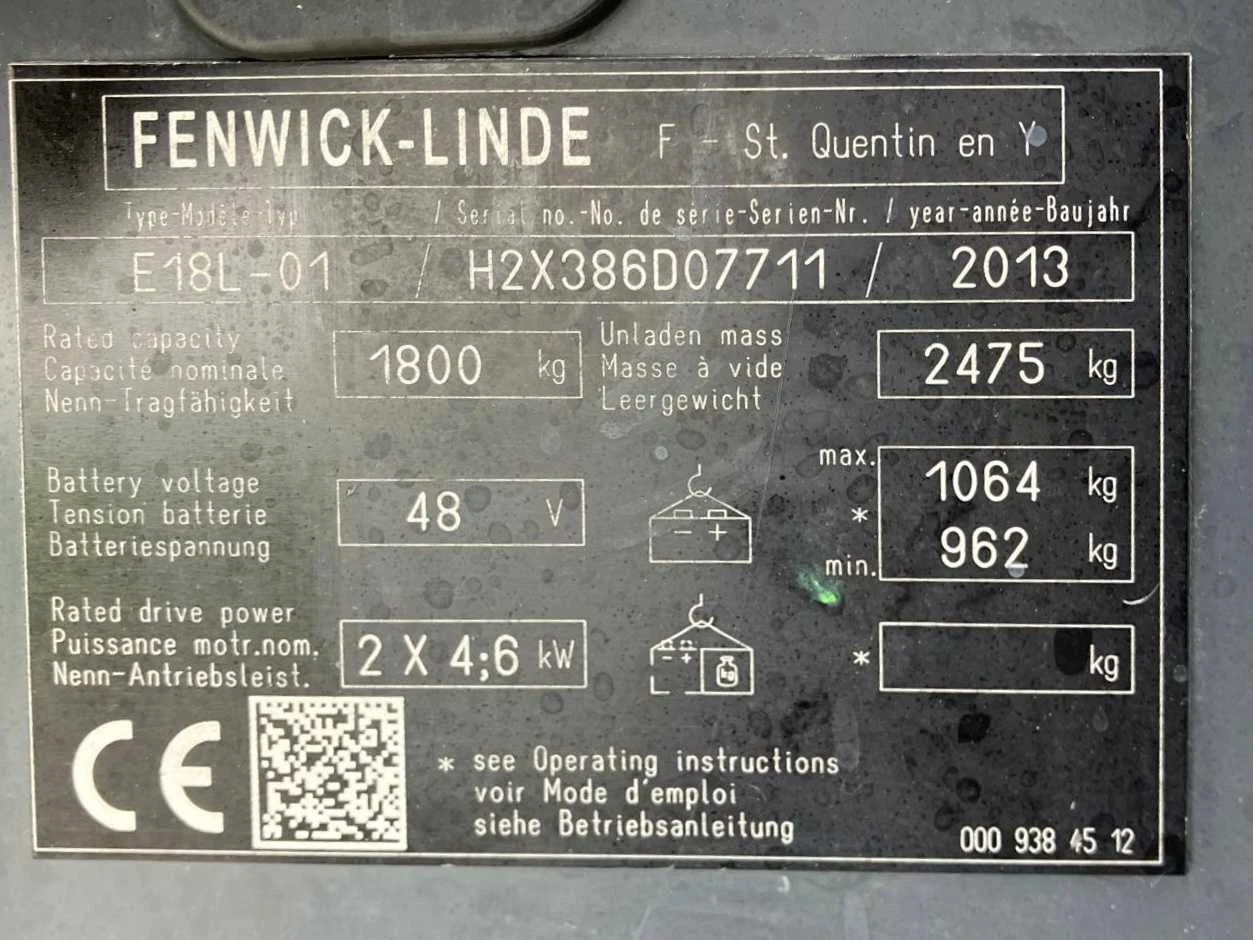 FENWICK-LINDE F - St. Quentin en Y
Type-Modèle-Typ / Serial no.-No. de série-Serien-Nr. / year-année-Baujahr
E18L-01 / H2X386D07711 / 2013
Rated capacity
Capacité nominale
Nenn-Tragfähigkeit
1800 kg
Unladen mass
Masse à vide
Leergewicht
2475 kg
Battery voltage
Tension batterie
Batteriespannung
48 V
- +
max.
*
min.
1064 kg
962 kg
Rated drive power
Puissance motr.nom.
Nenn-Antriebsleist.
2 X 4;6 kW
- +
kg
*
kg
CE
* see Operating instructions
voir Mode d'emploi
siehe Betriebsanleitung
000 938 45 12